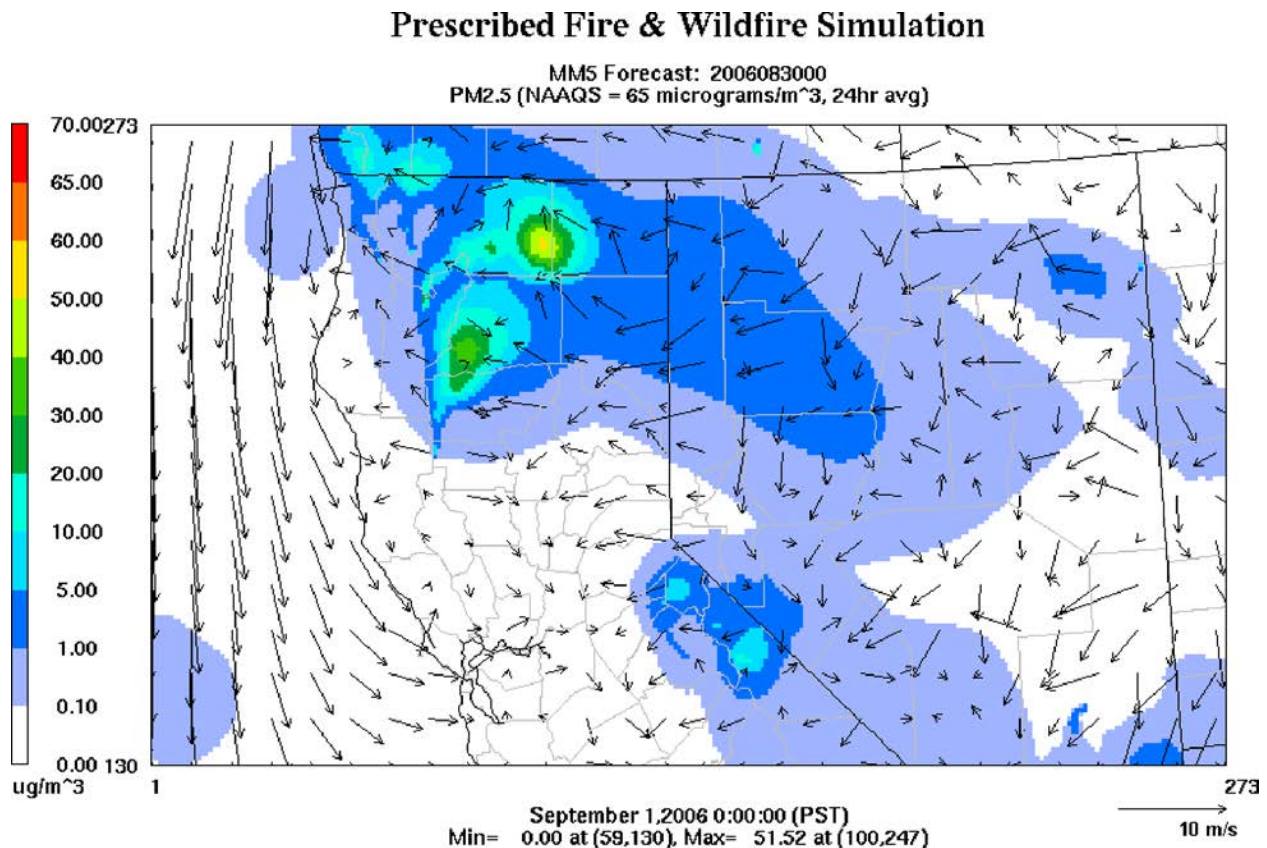 Prescribed Fire & Wildfire Simulation
MM5 Forecast: 2006083000
PM2.5 (NAAQS = 65 micrograms/m^3, 24hr avg)
70.00
273
65.00
60.00
50.00
40.00
30.00
20.00
10.00
5.00
1.00
0.10
0.00
130
ug/m^3
1
273
September 1,2006 0:00:00 (PST)
Min= 0.00 at (59,130), Max= 51.52 at (100,247)
10 m/s